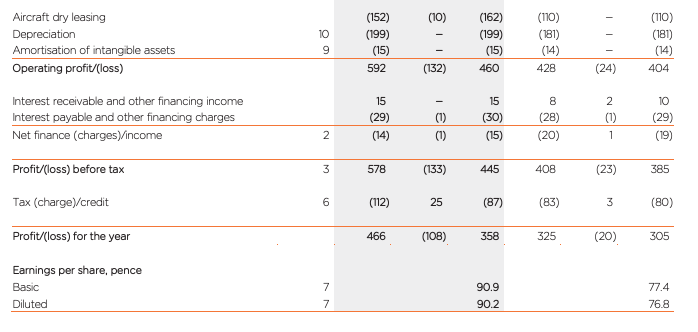 Aircraft dry leasing (152) (10) (162) (110) – (110)
Depreciation 10 (199) – (199) (181) – (181)
Amortisation of intangible assets 9 (15) – (15) (14) – (14)
Operating profit/(loss) 592 (132) 460 428 (24) 404
Interest receivable and other financing income 15 – 15 8 2 10
Interest payable and other financing charges (29) (1) (30) (28) (1) (29)
Net finance (charges)/income 2 (14) (1) (15) (20) 1 (19)
Profit/(loss) before tax 3 578 (133) 445 408 (23) 385
Tax (charge)/credit 6 (112) 25 (87) (83) 3 (80)
Profit/(loss) for the year 466 (108) 358 325 (20) 305
Earnings per share, pence
Basic 7 90.9 77.4
Diluted 7 90.2 76.8